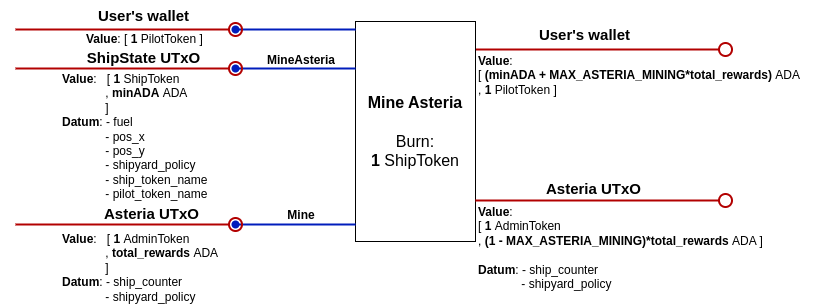 User's wallet
Value: [ 1 PilotToken ]
ShipState UTxO
MineAsteria
Value: [ 1 ShipToken
, minADA ADA
]
Datum: - fuel
- pos_x
- pos_y
- shipyard_policy
- ship_token_name
- pilot_token_name
Asteria UTxO
Mine
Value: [ 1 AdminToken
, total_rewards ADA
]
Datum: - ship_counter
- shipyard_policy
Mine Asteria
Burn:
1 ShipToken
User's wallet
Value:
[ (minADA + MAX_ASTERIA_MINING*total_rewards) ADA
, 1 PilotToken ]
Asteria UTxO
Value:
[ 1 AdminToken
, (1 - MAX_ASTERIA_MINING)*total_rewards ADA ]
Datum: - ship_counter
- shipyard_policy